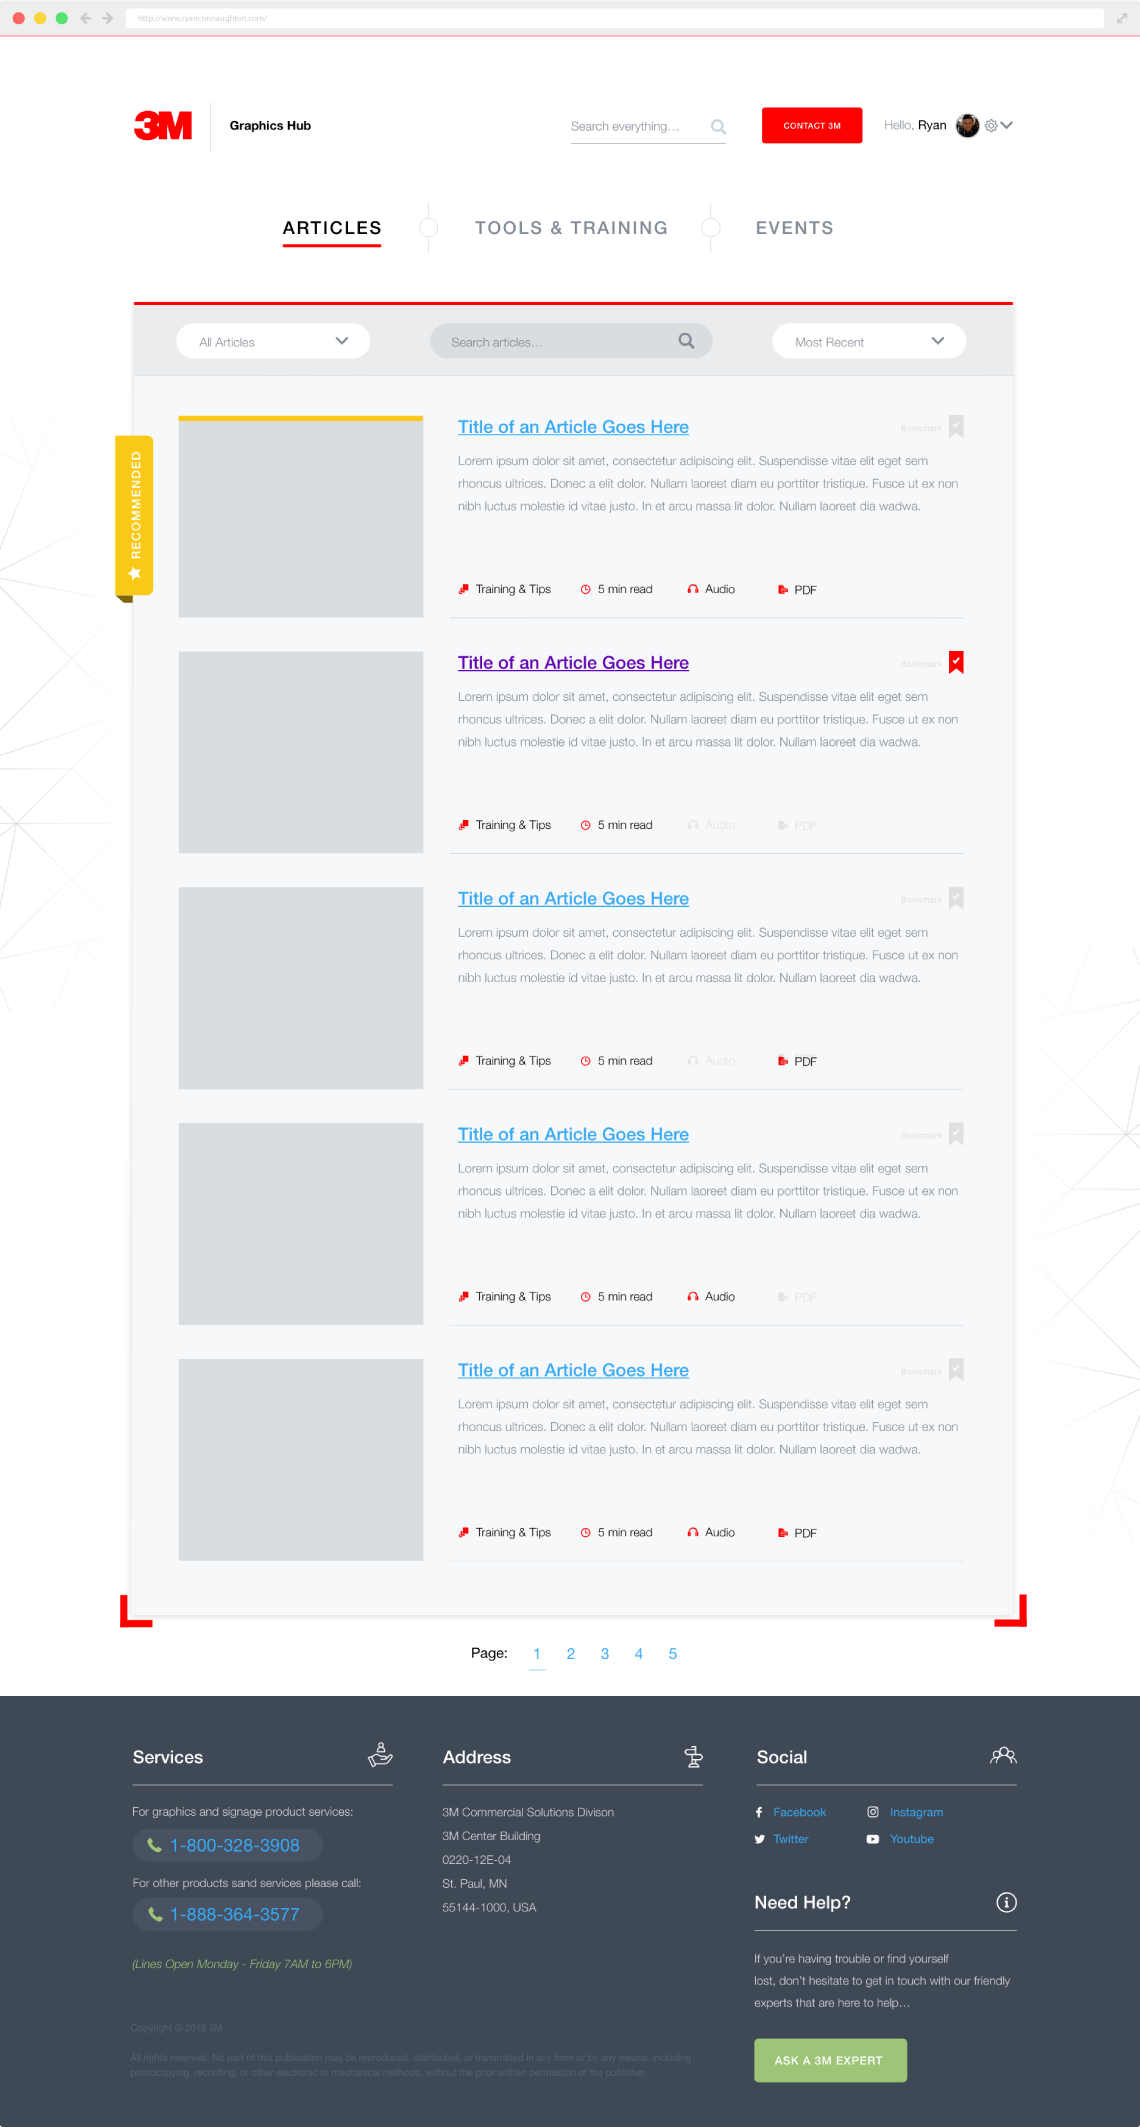 http://www.ryanconnaughton.com/
3M
Graphics Hub
Search everything...
CONTACT 3M
Hello, Ryan
ARTICLES
TOOLS & TRAINING
EVENTS
All Articles
Search articles...
Most Recent
RECOMMENDED
Title of an Article Goes Here
Bookmark
Lorem ipsum dolor sit amet, consectetur adipiscing elit. Suspendisse vitae elit eget sem
rhoncus ultrices. Donec a elit dolor. Nullam laoreet diam eu porttitor tristique. Fusce ut ex non
nibh luctus molestie id vitae justo. In et arcu massa lit dolor. Nullam laoreet dia wadwa.
Training & Tips
5 min read
Audio
PDF
Title of an Article Goes Here
Bookmark
Lorem ipsum dolor sit amet, consectetur adipiscing elit. Suspendisse vitae elit eget sem
rhoncus ultrices. Donec a elit dolor. Nullam laoreet diam eu porttitor tristique. Fusce ut ex non
nibh luctus molestie id vitae justo. In et arcu massa lit dolor. Nullam laoreet dia wadwa.
Training & Tips
5 min read
Audio
PDF
Title of an Article Goes Here
Bookmark
Lorem ipsum dolor sit amet, consectetur adipiscing elit. Suspendisse vitae elit eget sem
rhoncus ultrices. Donec a elit dolor. Nullam laoreet diam eu porttitor tristique. Fusce ut ex non
nibh luctus molestie id vitae justo. In et arcu massa lit dolor. Nullam laoreet dia wadwa.
Training & Tips
5 min read
Audio
PDF
Title of an Article Goes Here
Bookmark
Lorem ipsum dolor sit amet, consectetur adipiscing elit. Suspendisse vitae elit eget sem
rhoncus ultrices. Donec a elit dolor. Nullam laoreet diam eu porttitor tristique. Fusce ut ex non
nibh luctus molestie id vitae justo. In et arcu massa lit dolor. Nullam laoreet dia wadwa.
Training & Tips
5 min read
Audio
PDF
Title of an Article Goes Here
Bookmark
Lorem ipsum dolor sit amet, consectetur adipiscing elit. Suspendisse vitae elit eget sem
rhoncus ultrices. Donec a elit dolor. Nullam laoreet diam eu porttitor tristique. Fusce ut ex non
nibh luctus molestie id vitae justo. In et arcu massa lit dolor. Nullam laoreet dia wadwa.
Training & Tips
5 min read
Audio
PDF
Page: 1 2 3 4 5
Services
For graphics and signage product services:
1-800-328-3908
For other products sand services please call:
1-888-364-3577
(Lines Open Monday - Friday 7AM to 6PM)
Address
3M Commercial Solutions Divison
3M Center Building
0220-12E-04
St. Paul, MN
55144-1000, USA
Social
Facebook
Instagram
Twitter
Youtube
Need Help?
If you're having trouble or find yourself
lost, don't hesitate to get in touch with our friendly
experts that are here to help...
ASK A 3M EXPERT
Copyright © 2018 3M
All rights reserved. No part of this publication may be reproduced, distributed, or transmitted in any form or by any means, including
photocopying, recording, or other electronic or mechanical methods, without the prior written permission of the publisher.